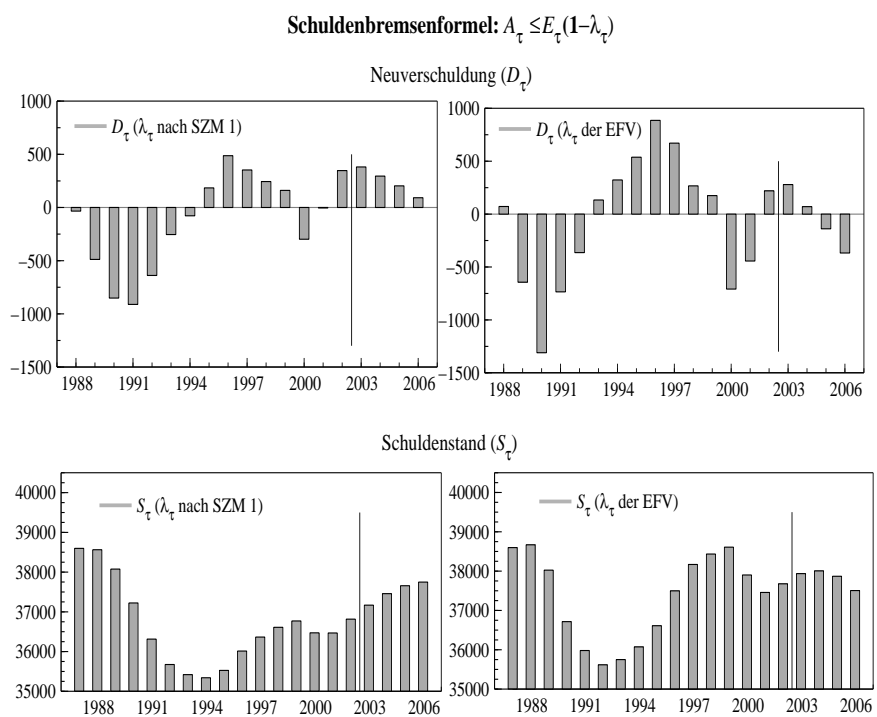 Schuldenbremsenformel: Aτ ≤Eτ(1−λτ)
Neuverschuldung (Dτ)
Dτ (λτ nach SZM 1)
1000
500
0
−500
−1000
−1500
1988 1991 1994 1997 2000 2003 2006
Dτ (λτ der EFV)
1000
500
0
−500
−1000
−1500
1988 1991 1994 1997 2000 2003 2006
Schuldenstand (Sτ)
Sτ (λτ nach SZM 1)
40000
39000
38000
37000
36000
35000
1988 1991 1994 1997 2000 2003 2006
Sτ (λτ der EFV)
40000
39000
38000
37000
36000
35000
1988 1991 1994 1997 2000 2003 2006